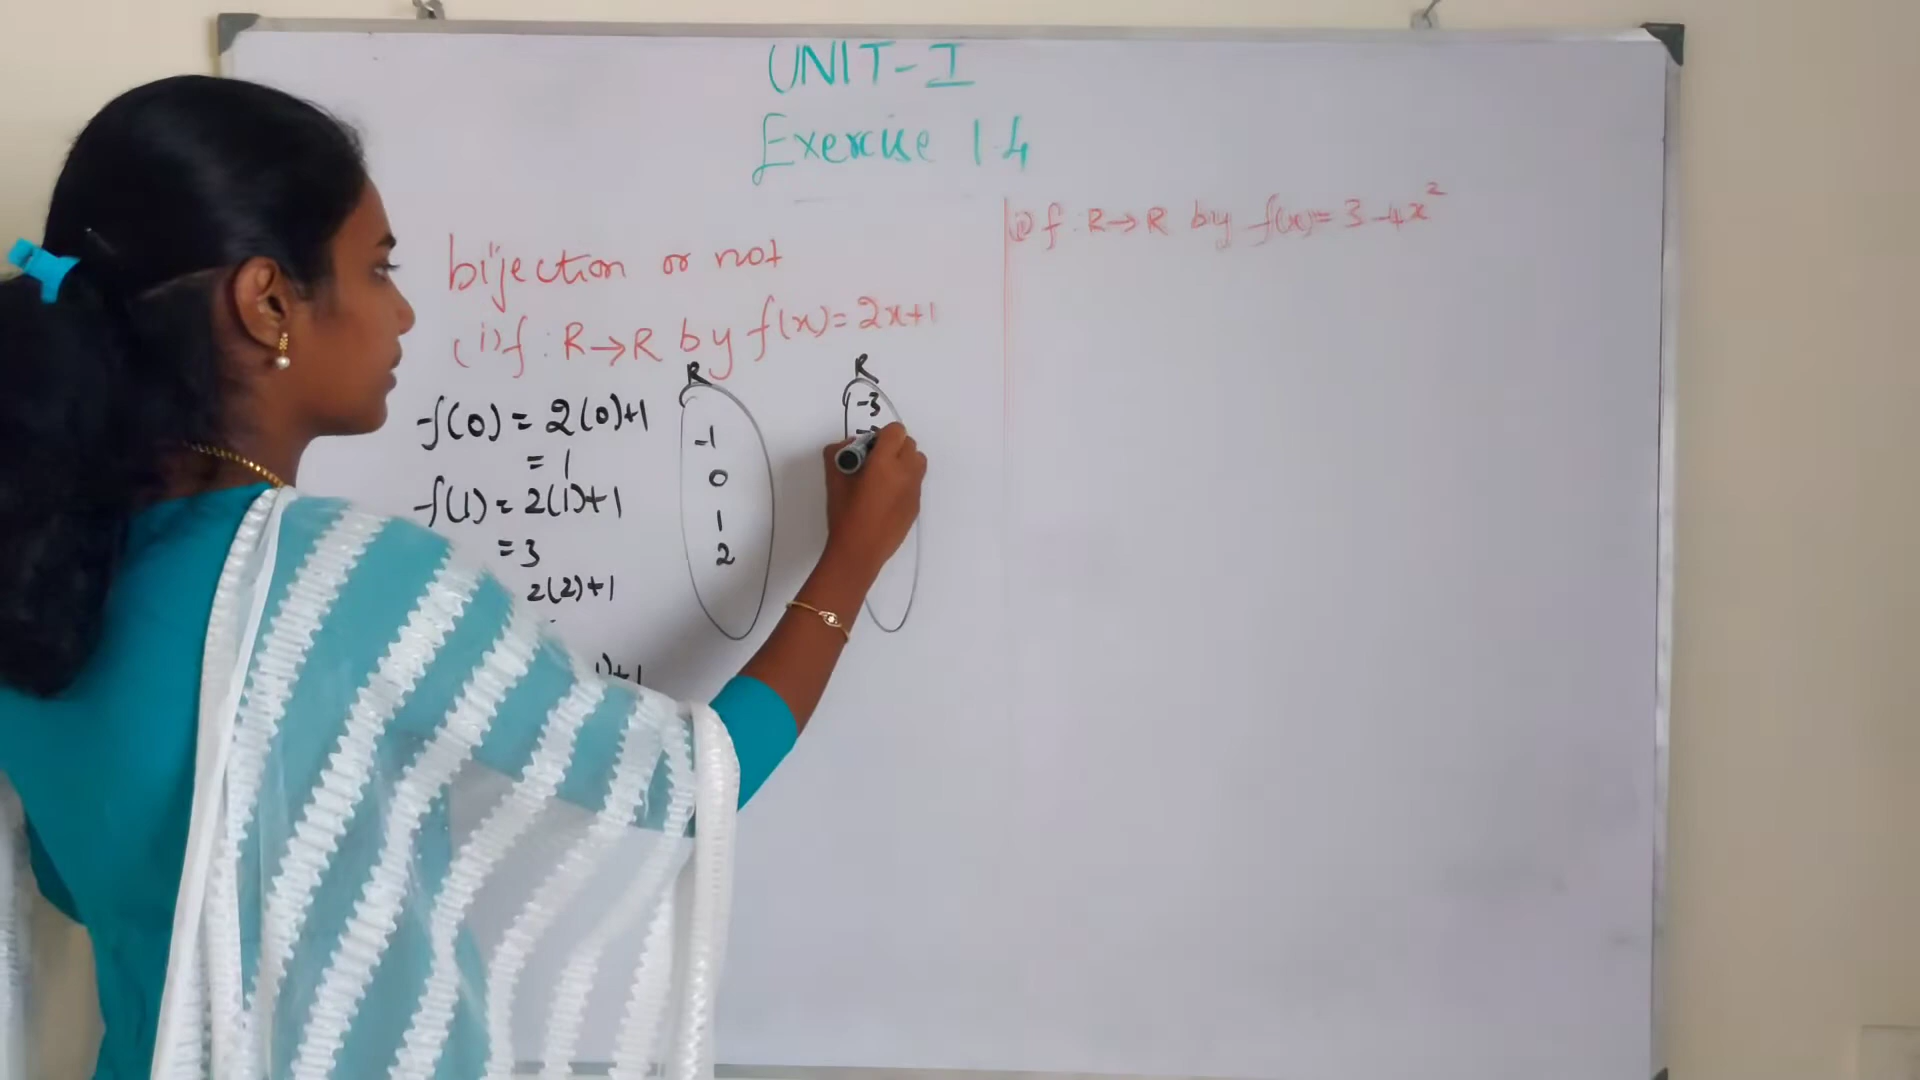 UNIT-I
Exercise 1.4
bijection or not
(i) f : R→R by f(x)=2x+1
f(0) = 2(0)+1
= 1
f(1) = 2(1)+1
= 3
2(2)+1
)+1
R
-1
0
1
2
R
-3
(ii) f : R→R by f(x)= 3-4x²